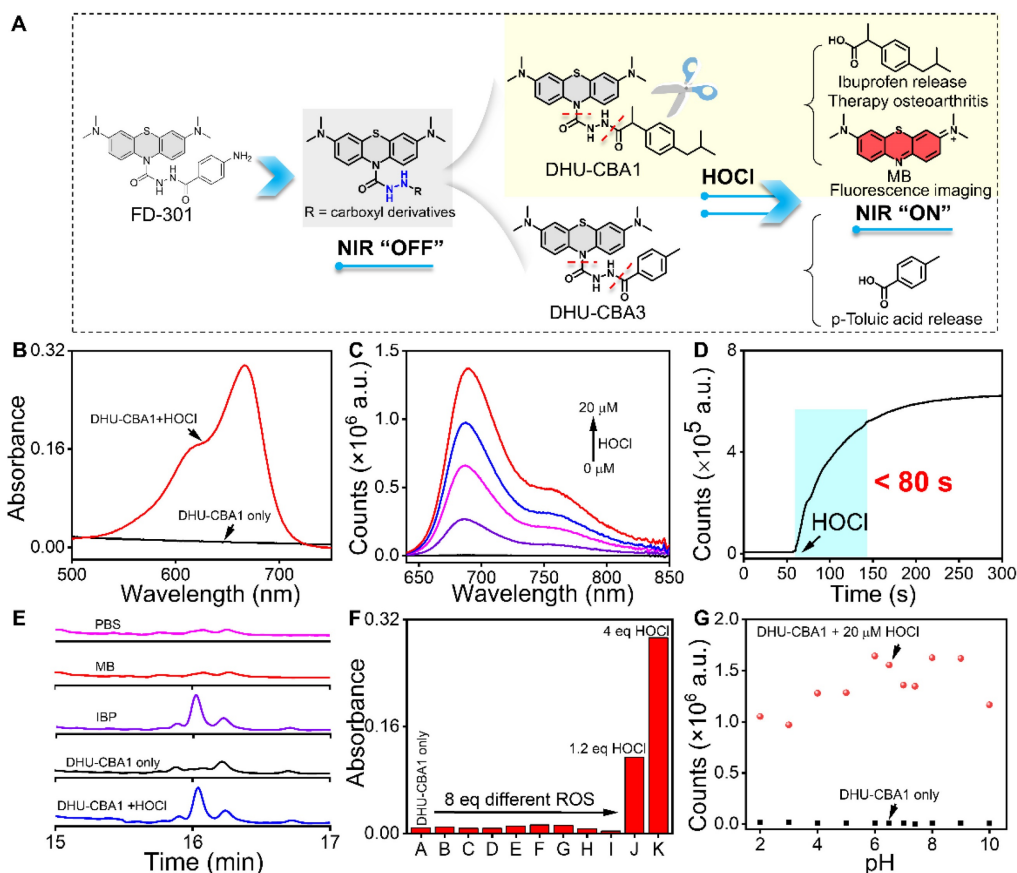 A
N
S
N
N
O
NH
N
H
O
NH₂
FD-301
N
S
N
N
O
NH
HN
R
R = carboxyl derivatives
NIR “OFF”
N
S
N
N
O
N
H
H
N
O
DHU-CBA1
N
S
N
N
O
N
H
H
N
O
DHU-CBA3
HOCl
HO
O
Ibuprofen release
Therapy osteoarthritis
N
S
N
+
N
MB
Fluorescence imaging
NIR “ON”
HO
O
p-Toluic acid release
B
0.32
0.16
0.00
Absorbance
DHU-CBA1+HOCl
DHU-CBA1 only
500
600
700
Wavelength (nm)
C
1.5
1.0
0.5
0.0
Counts (×10⁶ a.u.)
20 μM
HOCl
0 μM
650
700
750
800
850
Wavelength (nm)
D
8
4
0
Counts (×10⁵ a.u.)
< 80 s
HOCl
0
50
100
150
200
250
300
Time (s)
E
PBS
MB
IBP
DHU-CBA1 only
DHU-CBA1 +HOCl
15
16
17
Time (min)
F
0.32
0.16
0.00
Absorbance
DHU-CBA1 only
8 eq different ROS
1.2 eq HOCl
4 eq HOCl
A B C D E F G H I J K
G
2.0
1.5
1.0
0.5
0.0
Counts (×10⁶ a.u.)
DHU-CBA1 + 20 μM HOCl
DHU-CBA1 only
2
4
6
8
10
pH